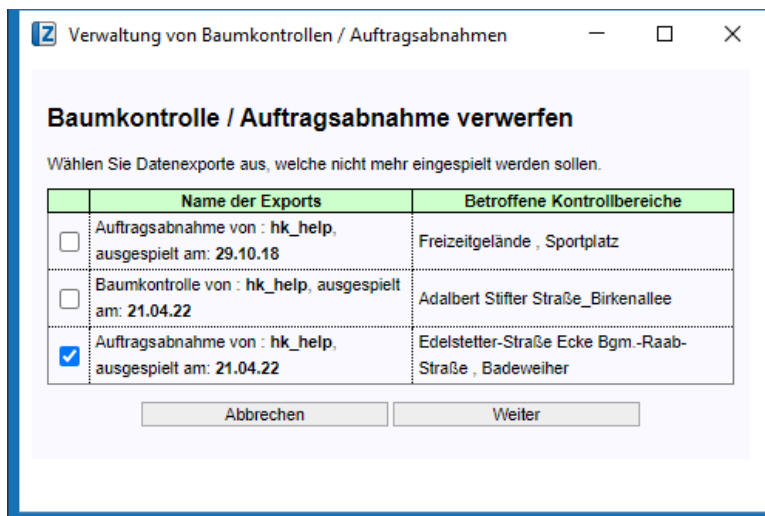 Z Verwaltung von Baumkontrollen / Auftragsabnahmen
Baumkontrolle / Auftragsabnahme verwerfen
Wählen Sie Datenexporte aus, welche nicht mehr eingespielt werden sollen.
Name der Exports Betroffene Kontrollbereiche
Auftragsabnahme von : hk_help,
ausgespielt am: 29.10.18
Freizeitgelände , Sportplatz
Baumkontrolle von : hk_help, ausgespielt
am: 21.04.22
Adalbert Stifter Straße_Birkenallee
Auftragsabnahme von : hk_help,
ausgespielt am: 21.04.22
Edelstetter-Straße Ecke Bgm.-Raab-
Straße , Badeweiher
Abbrechen Weiter